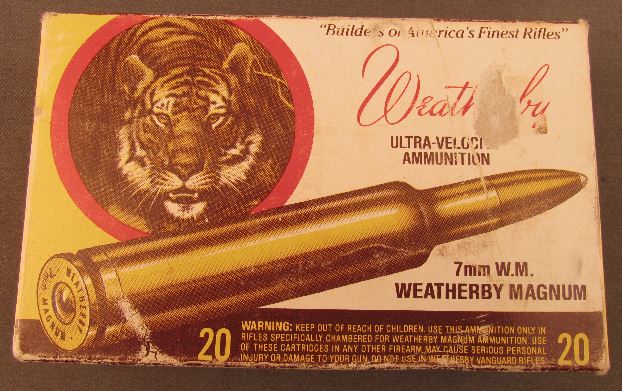 "Builders of America's Finest Rifles"
Weatherby
ULTRA-VELOCI
AMMUNITION
7mm W.M.
WEATHERBY MAGNUM
WEATHERBY
MAGNUM
20
WARNING: KEEP OUT OF REACH OF CHILDREN. USE THIS AMMUNITION ONLY IN
RIFLES SPECIFICALLY CHAMBERED FOR WEATHERBY MAGNUM AMMUNITION. USE
OF THESE CARTRIDGES IN ANY OTHER FIREARM MAY CAUSE SERIOUS PERSONAL
INJURY OR DAMAGE TO YOUR GUN. DO NOT USE IN WEATHERBY VANGUARD RIFLES.
20